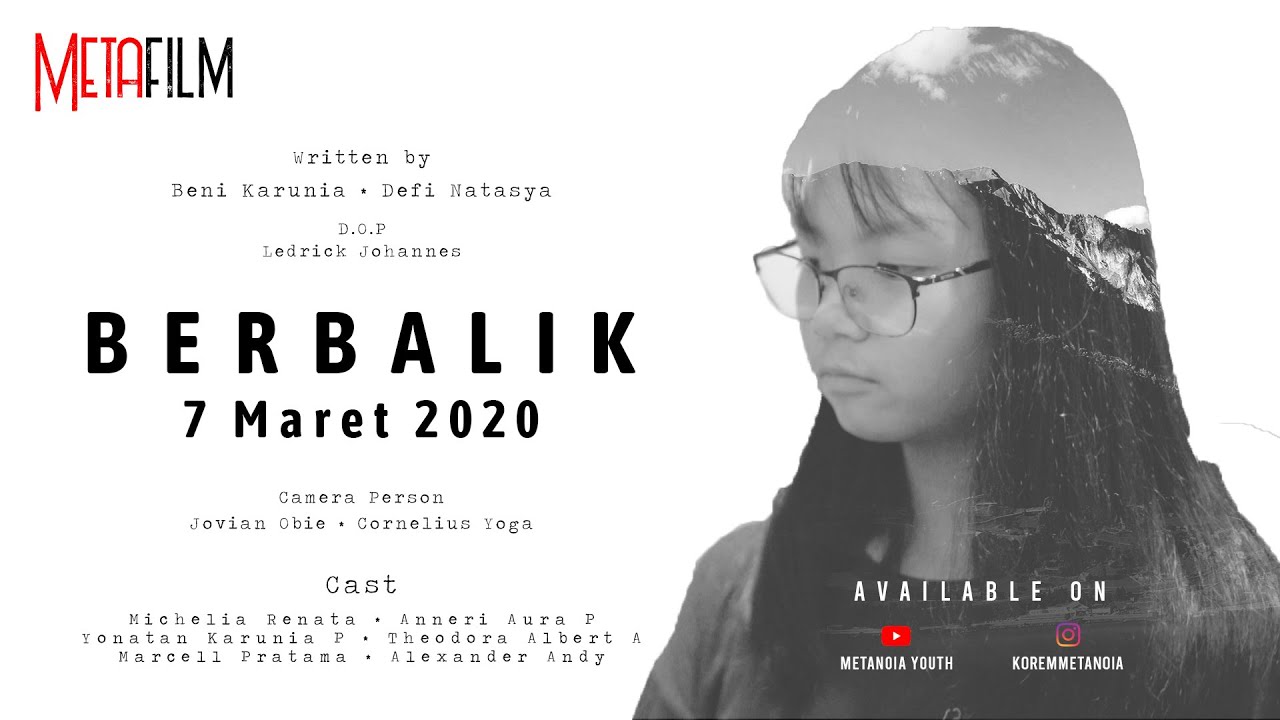 METAFILM
Written by
Beni Karunia * Defi Natasya
D.O.P
Ledrick Johannes
BERBALIK
7 Maret 2020
Camera Person
Jovian Obie * Cornelius Yoga
Cast
Michelia Renata * Anneri Aura P
Yonatan Karunia P * Theodora Albert A
Marcell Pratama * Alexander Andy
AVAILABLE ON
METANOIA YOUTH
KOREMMETANOIA